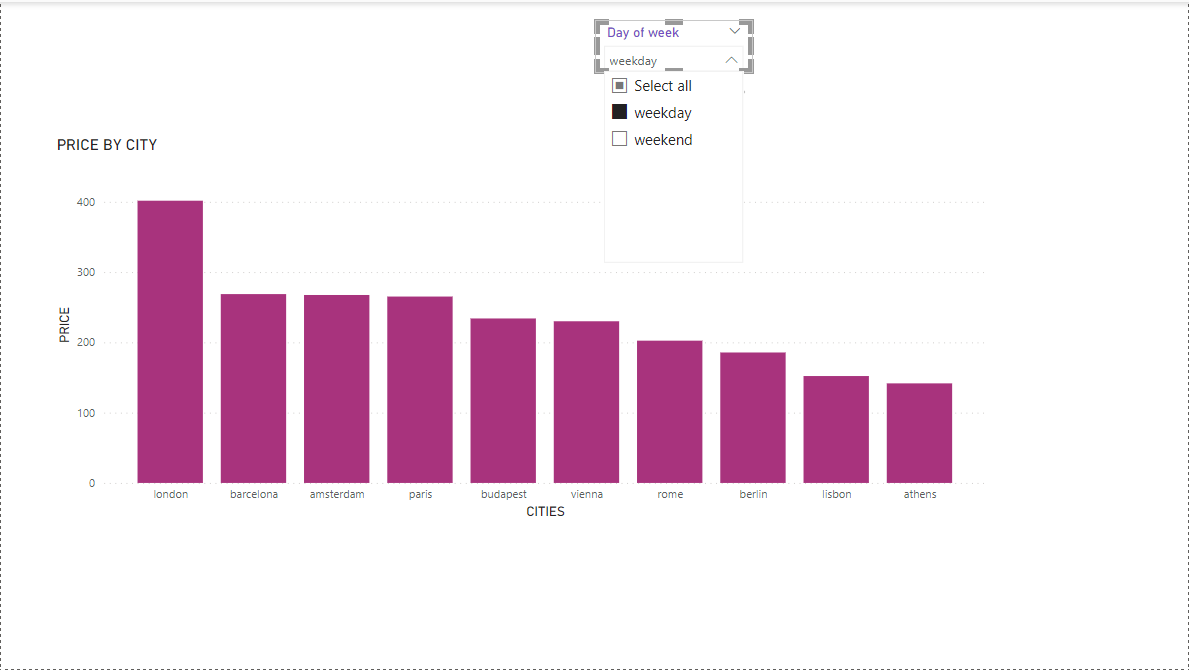 Day of week
weekday
Select all
weekday
weekend
PRICE BY CITY
400
300
200
100
0
PRICE
london barcelona amsterdam paris budapest vienna rome berlin lisbon athens
CITIES